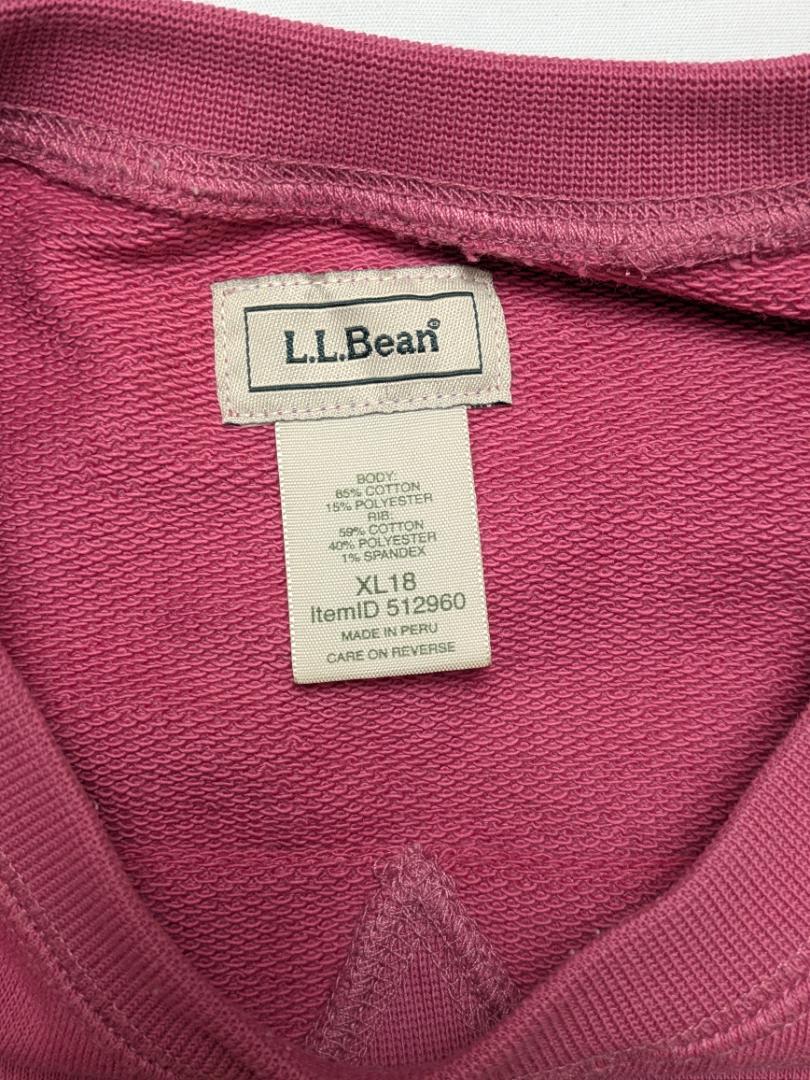 L.L.Bean®
BODY:
85% COTTON
15% POLYESTER
RIB:
59% COTTON
40% POLYESTER
1% SPANDEX
XL18
ItemID 512960
MADE IN PERU
CARE ON REVERSE